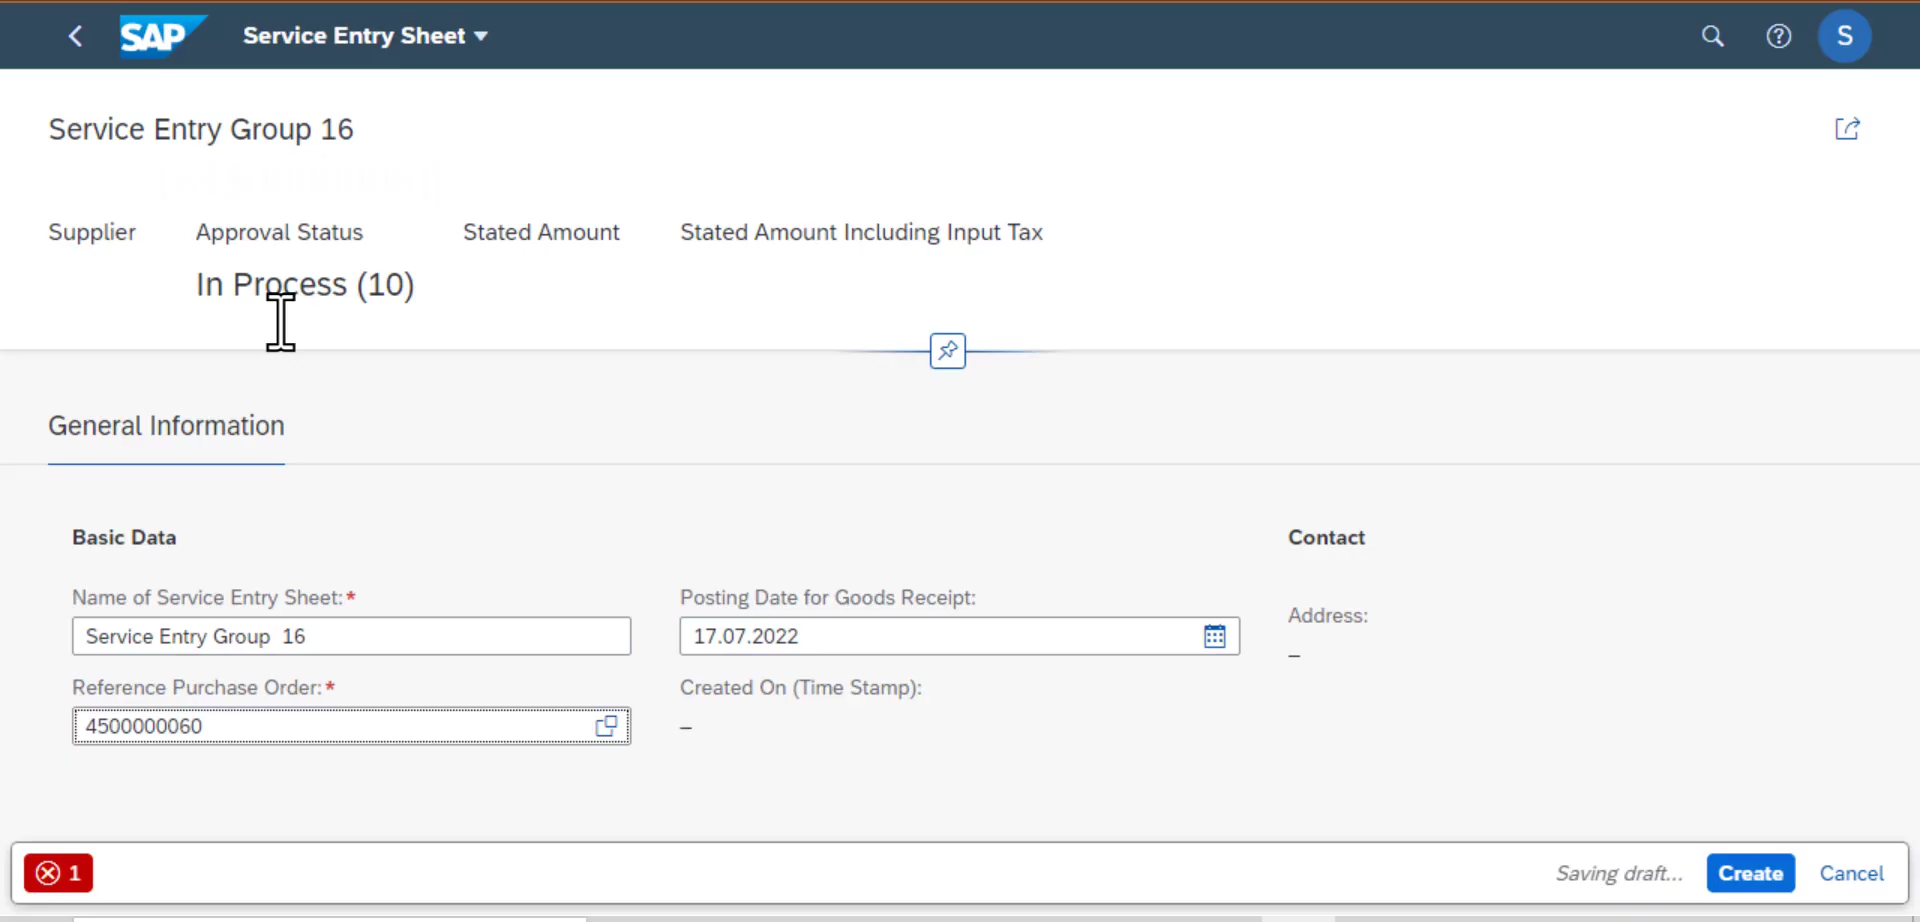 SAP Service Entry Sheet S
Service Entry Group 16
Supplier Approval Status Stated Amount Stated Amount Including Input Tax
In Process (10)
General Information
Basic Data Contact
Name of Service Entry Sheet:* Posting Date for Goods Receipt:
Address:
Service Entry Group 16 17.07.2022
–
Reference Purchase Order:* Created On (Time Stamp):
4500000060 –
1 Saving draft... Create Cancel